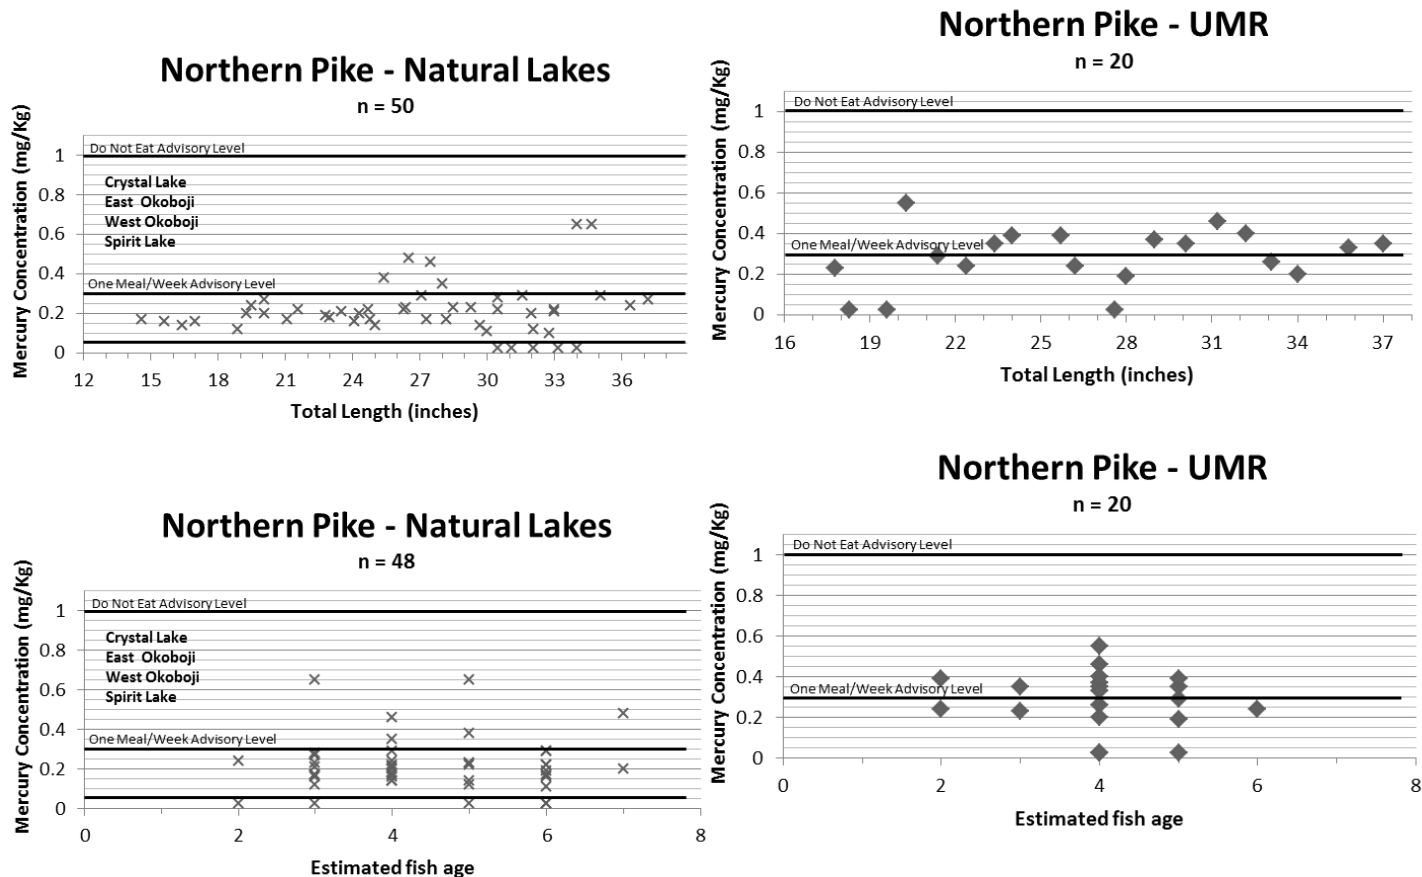 Northern Pike - Natural Lakes
n = 50
Mercury Concentration (mg/Kg)
Do Not Eat Advisory Level
Crystal Lake
East Okoboji
West Okoboji
Spirit Lake
One Meal/Week Advisory Level
1
0.8
0.6
0.4
0.2
0
12 15 18 21 24 27 30 33 36
Total Length (inches)
Northern Pike - UMR
n = 20
Mercury Concentration (mg/Kg)
Do Not Eat Advisory Level
One Meal/Week Advisory Level
1
0.8
0.6
0.4
0.2
0
16 19 22 25 28 31 34 37
Total Length (inches)
Northern Pike - Natural Lakes
n = 48
Mercury Concentration (mg/Kg)
Do Not Eat Advisory Level
Crystal Lake
East Okoboji
West Okoboji
Spirit Lake
One Meal/Week Advisory Level
1
0.8
0.6
0.4
0.2
0
0 2 4 6 8
Estimated fish age
Northern Pike - UMR
n = 20
Mercury Concentration (mg/Kg)
Do Not Eat Advisory Level
One Meal/Week Advisory Level
1
0.8
0.6
0.4
0.2
0
0 2 4 6 8
Estimated fish age